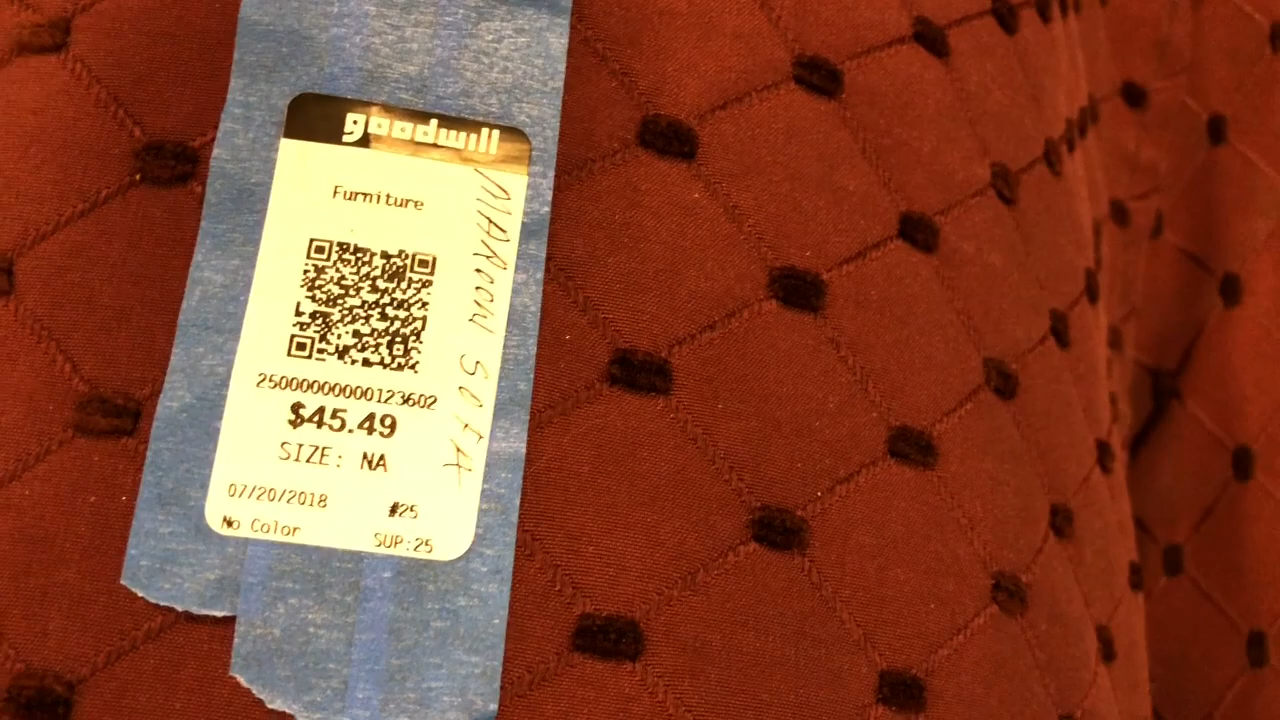 goodwill
Furniture
MAROON SOFA
25000000000123602
$45.49
SIZE: NA
07/20/2018 #25
No Color SUP:25